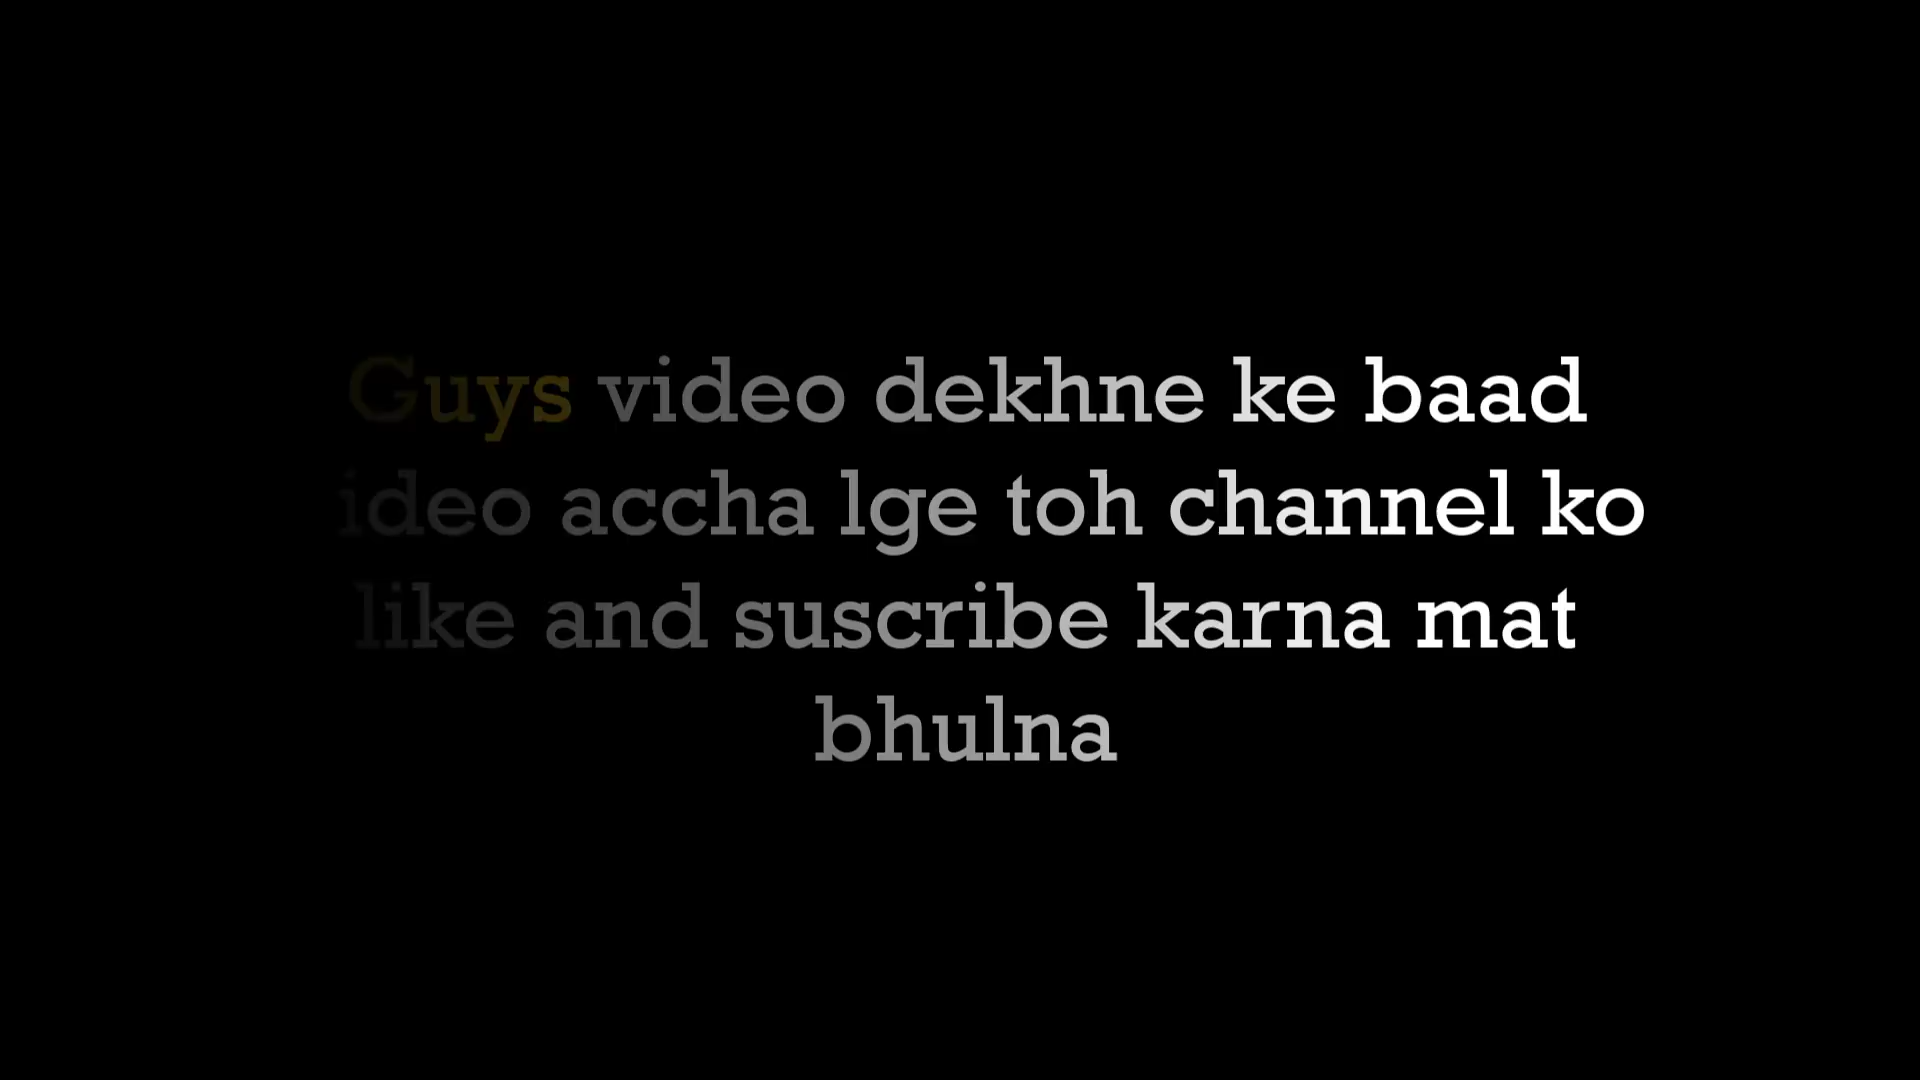 Guys video dekhne ke baad
ideo accha lge toh channel ko
like and suscribe karna mat
bhulna